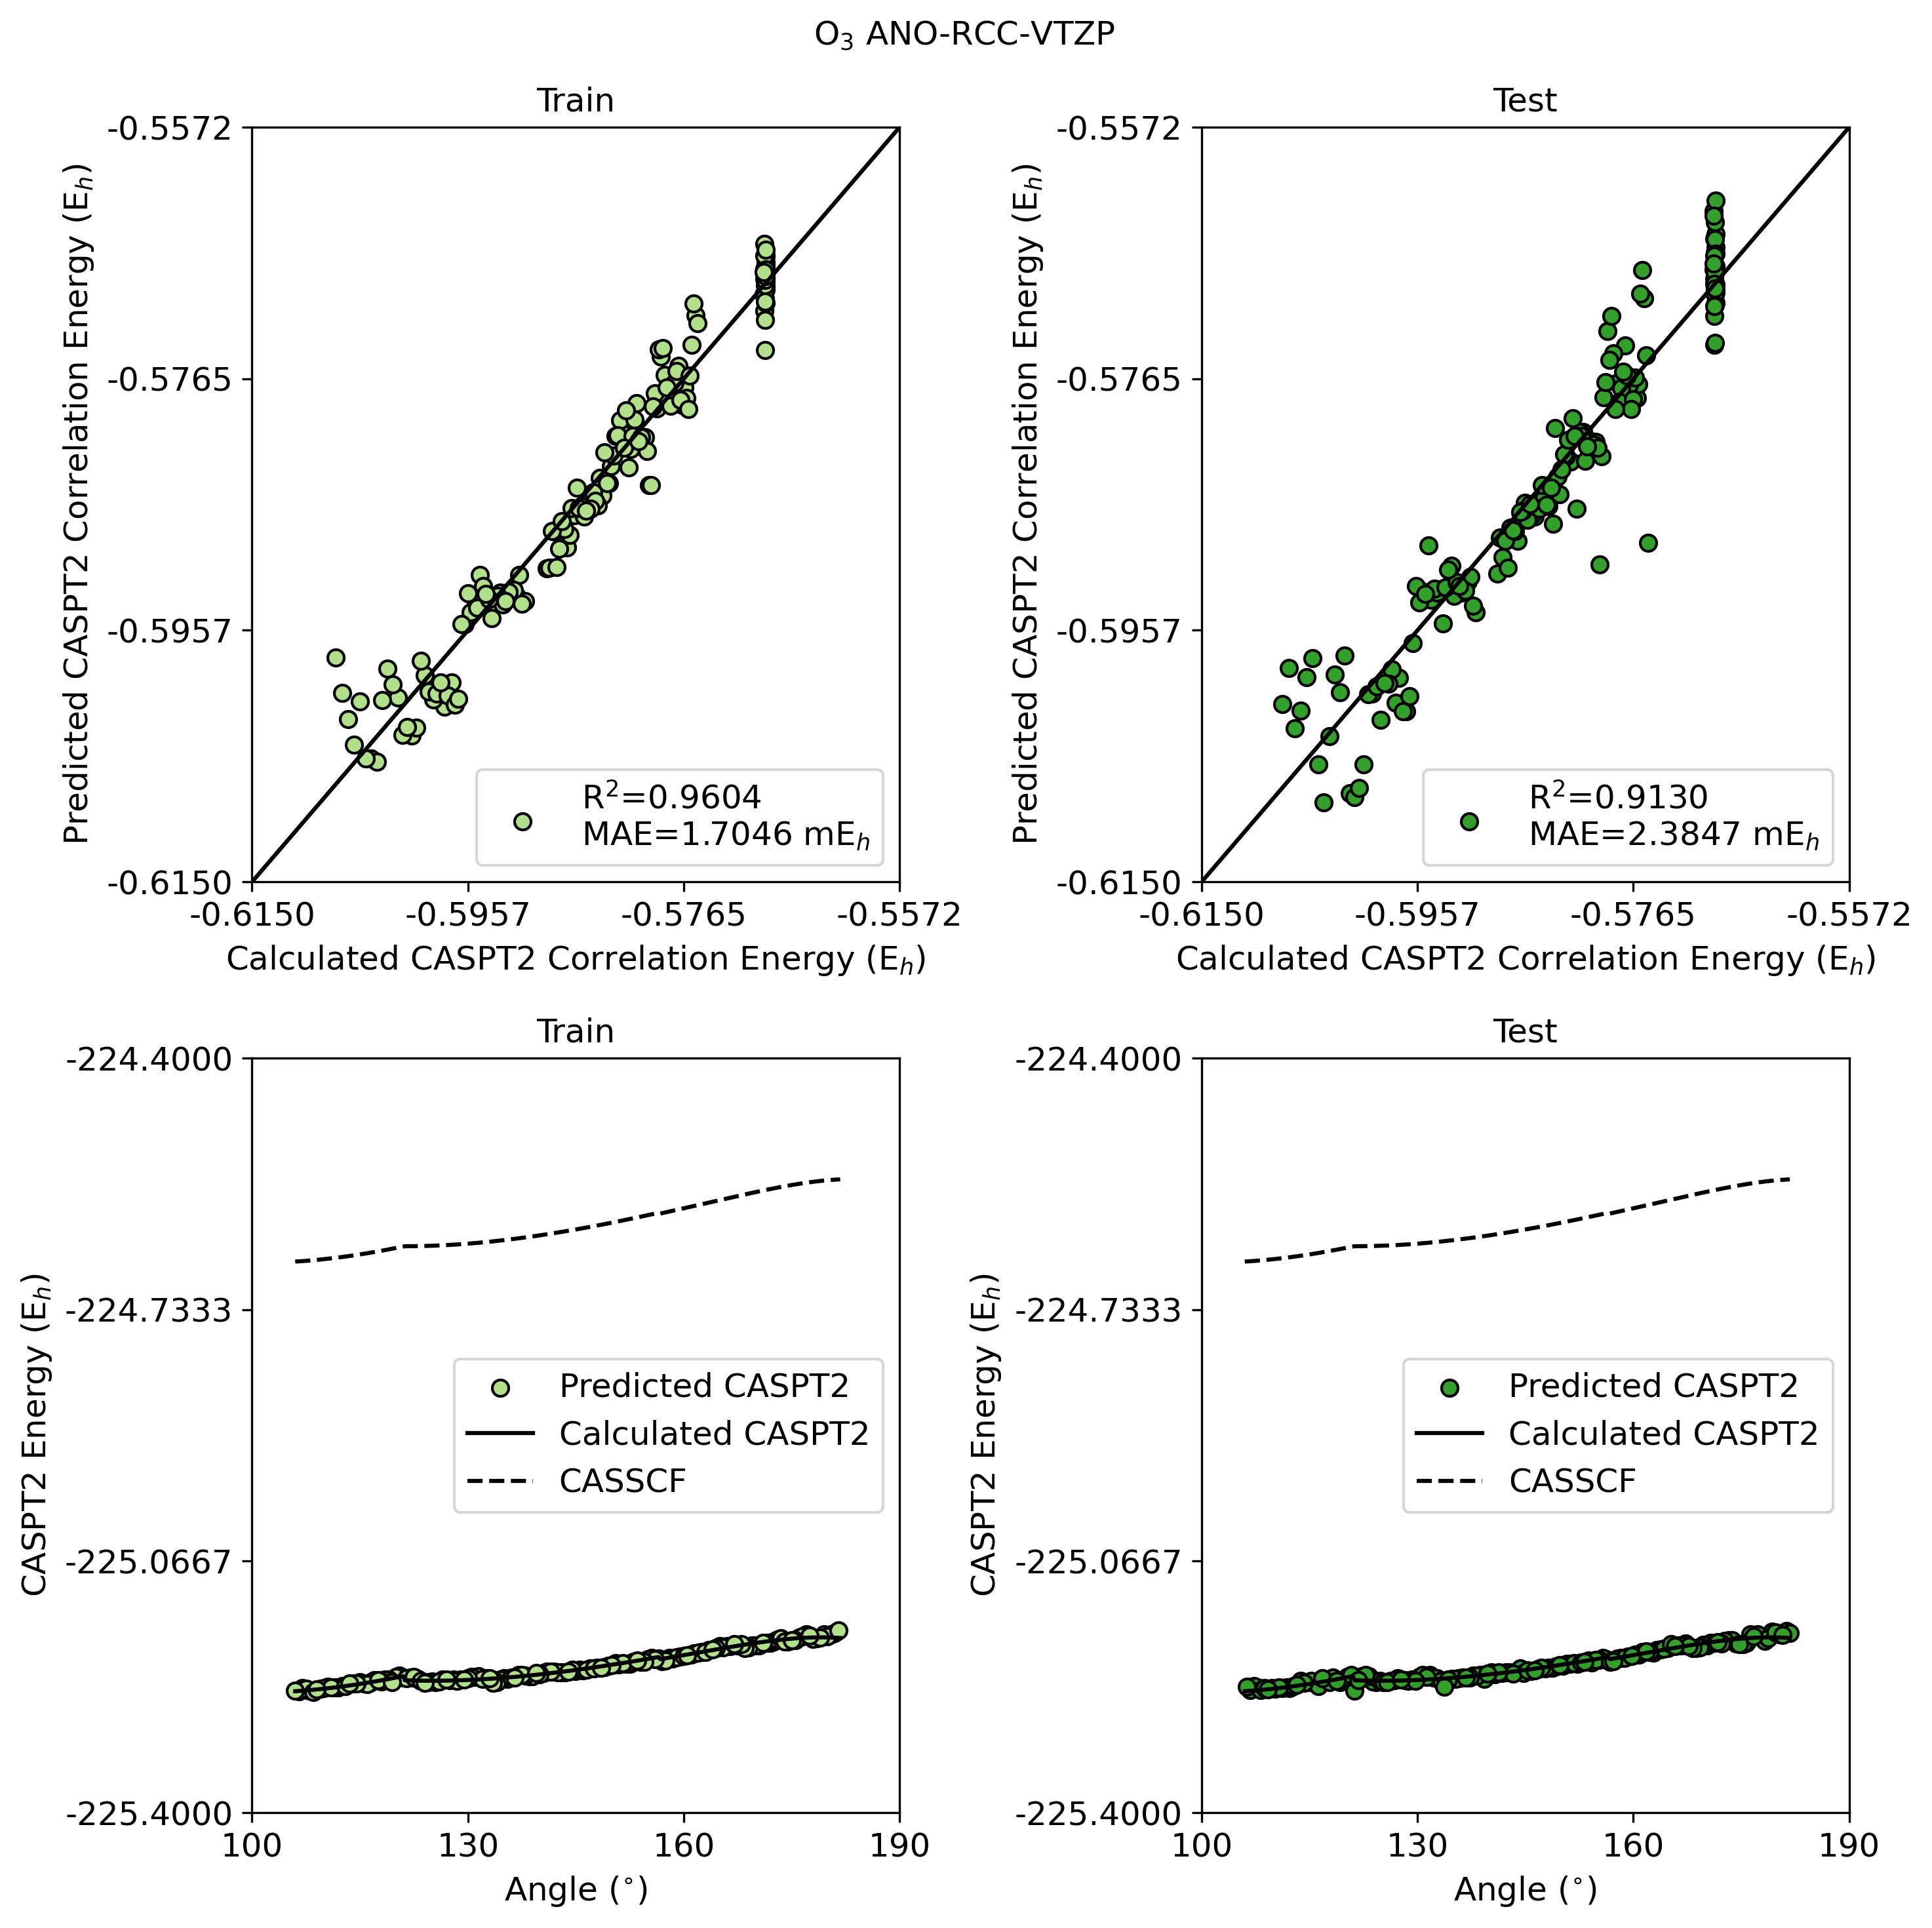 O₃ ANO-RCC-VTZP
Train
Predicted CASPT2 Correlation Energy (Eₕ)
-0.5572
-0.5765
-0.5957
-0.6150
R²=0.9604
MAE=1.7046 mEₕ
-0.6150 -0.5957 -0.5765 -0.5572
Calculated CASPT2 Correlation Energy (Eₕ)
Test
Predicted CASPT2 Correlation Energy (Eₕ)
-0.5572
-0.5765
-0.5957
-0.6150
R²=0.9130
MAE=2.3847 mEₕ
-0.6150 -0.5957 -0.5765 -0.5572
Calculated CASPT2 Correlation Energy (Eₕ)
Train
CASPT2 Energy (Eₕ)
-224.4000
-224.7333
-225.0667
-225.4000
Predicted CASPT2
Calculated CASPT2
CASSCF
100 130 160 190
Angle (°)
Test
CASPT2 Energy (Eₕ)
-224.4000
-224.7333
-225.0667
-225.4000
Predicted CASPT2
Calculated CASPT2
CASSCF
100 130 160 190
Angle (°)